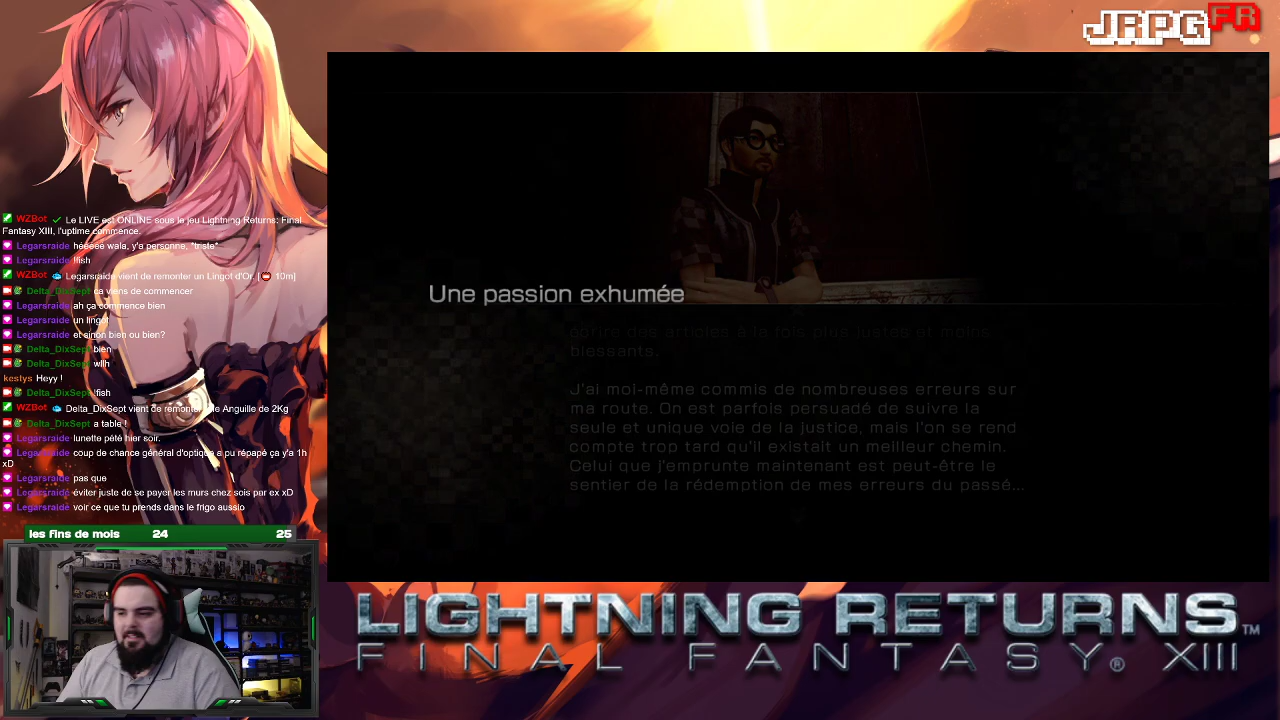 JRPG FR
WZBot Le LIVE est ONLINE sous le jeu Lightning Returns: Final
Fantasy XIII, l'uptime commence.
Legarsraide hééééé wala, y'a personne, *triste*
Legarsraide !fish
WZBot Legarsraide vient de remonter un Lingot d'Or. [ 10m]
Delta_DixSept ca viens de commencer
Legarsraide ah ça commence bien
Legarsraide un lingot
Legarsraide et sinon bien ou bien?
Delta_DixSept bien
Delta_DixSept wllh
kestys Heyy !
Delta_DixSept !fish
WZBot Delta_DixSept vient de remonter une Anguille de 2Kg
Delta_DixSept a table !
Legarsraide lunette pété hier soir.
Legarsraide coup de chance général d'optique a pu répapé ça y'a 1h
xD
Legarsraide pas que
Legarsraide éviter juste de se payer les murs chez sois par ex xD
Legarsraide voir ce que tu prends dans le frigo aussio
les fins de mois 24 25
Une passion exhumée
écrire des articles à la fois plus justes et moins
blessants.
J'ai moi-même commis de nombreuses erreurs sur
ma route. On est parfois persuadé de suivre la
seule et unique voie de la justice, mais l'on se rend
compte trop tard qu'il existait un meilleur chemin.
Celui que j'emprunte maintenant est peut-être le
sentier de la rédemption de mes erreurs du passé...
LIGHTNING RETURNS™
FINAL FANTASY® XIII